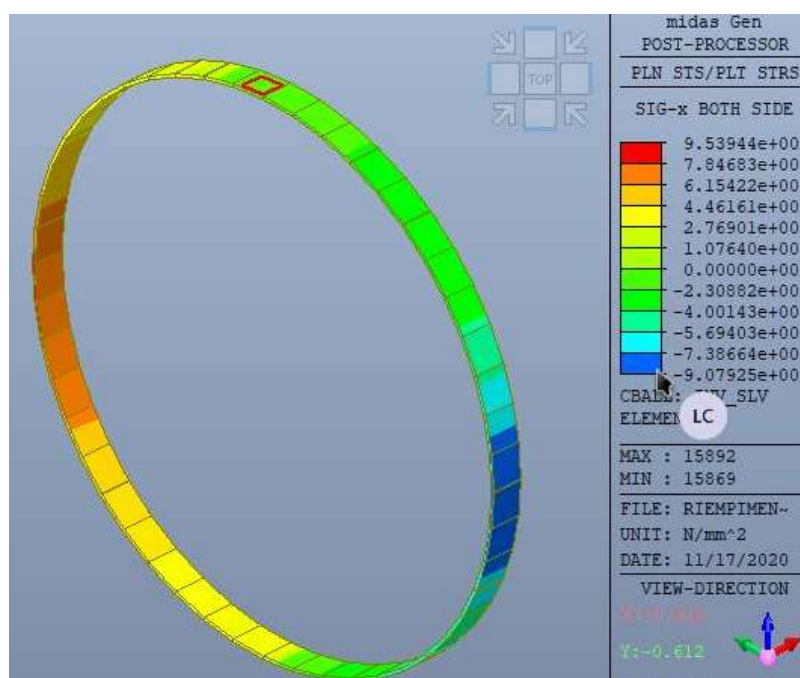 TOP
midas Gen
POST-PROCESSOR
PLN STS/PLT STRS
SIG-x BOTH SIDE
9.53944e+00
7.84683e+00
6.15422e+00
4.46161e+00
2.76901e+00
1.07640e+00
0.00000e+00
-2.30882e+00
-4.00143e+00
-5.69403e+00
-7.38664e+00
-9.07925e+00
_SLV
LC
MAX : 15892
MIN : 15869
FILE: RIEMPIMEN~
UNIT: N/mm^2
DATE: 11/17/2020
VIEW-DIRECTION
Y:-0.612